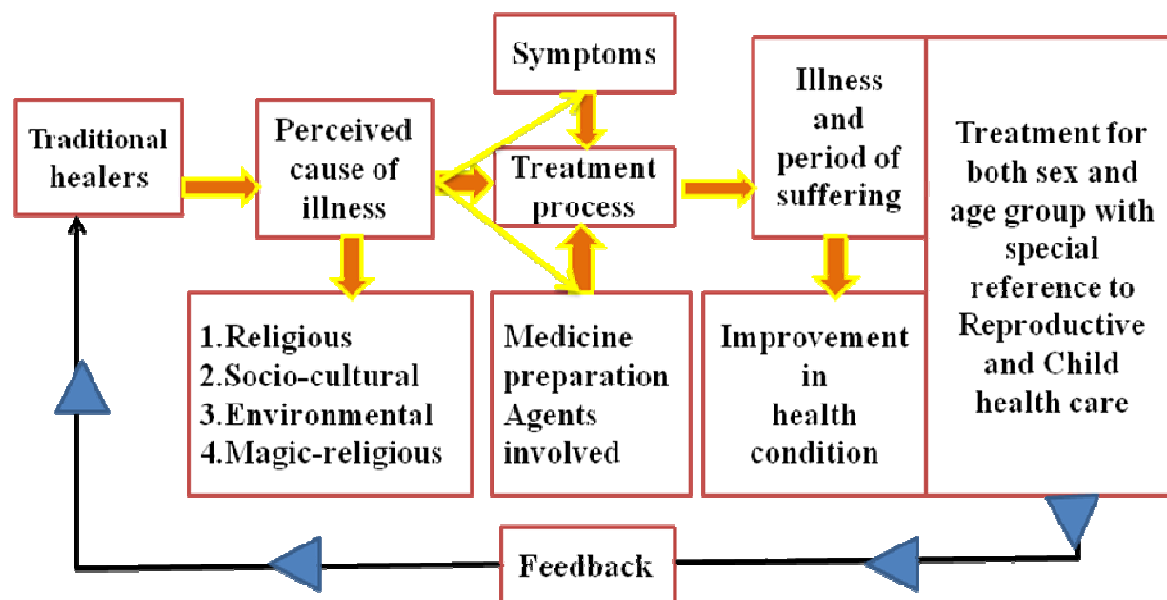 Traditional
healers
Perceived
cause of
illness
1.Religious
2.Socio-cultural
3.Environmental
4.Magic-religious
Symptoms
Treatment
process
Medicine
preparation
Agents
involved
Illness
and
period of
suffering
Improvement
in
health
condition
Treatment for
both sex and
age group with
special
reference to
Reproductive
and Child
health care
Feedback